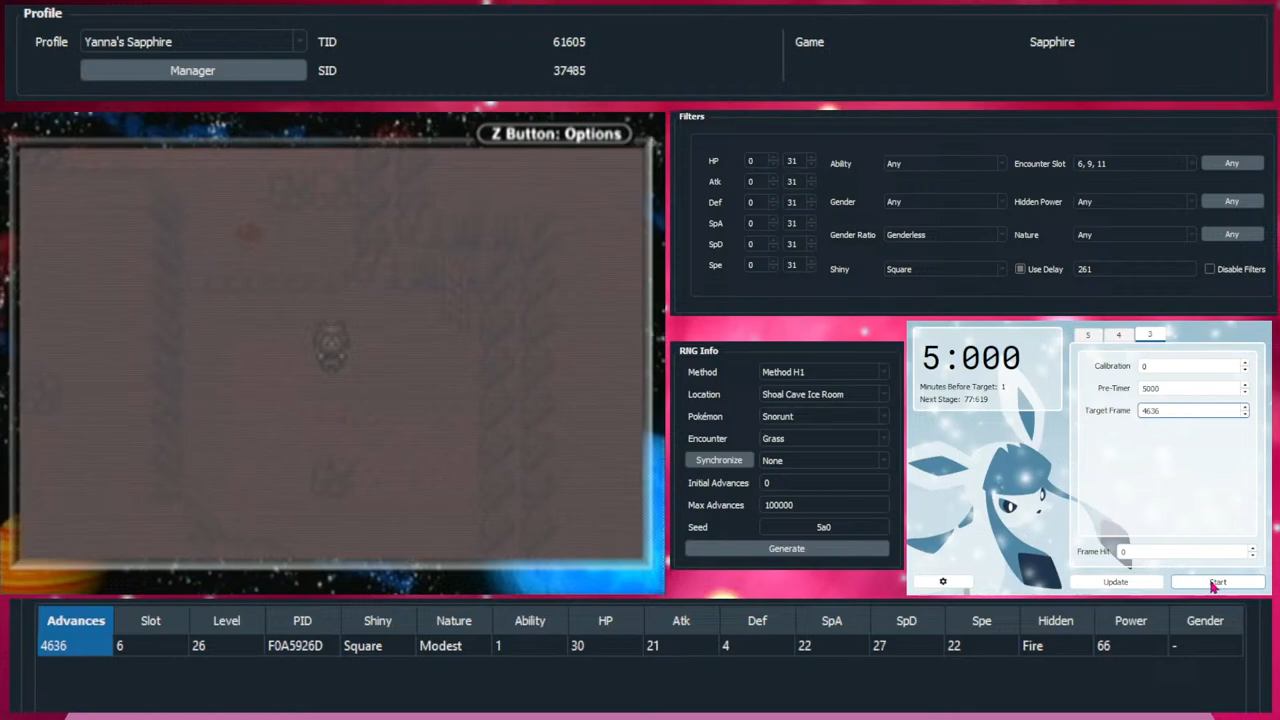 Profile
Profile Yanna's Sapphire TID 61605 Game Sapphire
Manager SID 37485
Z Button: Options
Filters
HP 0 31 Ability Any Encounter Slot 6, 9, 11 Any
Atk 0 31
Def 0 31 Gender Any Hidden Power Any Any
SpA 0 31
SpD 0 31 Gender Ratio Genderless Nature Any Any
Spe 0 31 Shiny Square Use Delay 261 Disable Filters
RNG Info
Method Method H1
Location Shoal Cave Ice Room
Pokémon Snorunt
Encounter Grass
Synchronize None
Initial Advances 0
Max Advances 100000
Seed 5a0
Generate
5:000
Minutes Before Target: 1
Next Stage: 77:619
5 4 3
Calibration 0
Pre-Timer 5000
Target Frame 4636
Frame Hit 0
Update Start
Advances Slot Level PID Shiny Nature Ability HP Atk Def SpA SpD Spe Hidden Power Gender
4636 6 26 F0A5926D Square Modest 1 30 21 4 22 27 22 Fire 66 -